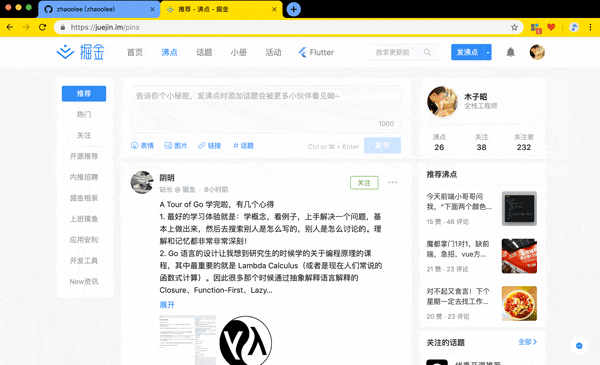 zhaoolee (zhaoolee)
推荐 - 沸点 - 掘金
https://juejin.im/pins
掘金
首页
沸点
话题
小册
活动
Flutter
搜索更新啦
发沸点
推荐
热门
关注
开源推荐
内推招聘
掘金相亲
上班摸鱼
应用安利
开发工具
New资讯
告诉你个小秘密，发沸点时添加话题会被更多小伙伴看见呦~
1000
表情
图片
链接
# 话题
Ctrl or ⌘ + Enter
发布
阴明
站长 @ 掘金 · 8小时前
关注
A Tour of Go 学完啦，有几个心得
1. 最好的学习体验就是：学概念，看例子，上手解决一个问题，基
本上做出来，然后去搜索别人是怎么写的，别人是怎么讨论的。理
解和记忆都非常非常深刻！
2. Go 语言的设计让我想到研究生的时候学的关于编程原理的课
程，其中最重要的就是 Lambda Calculus（或者是现在人们常说的
函数式计算）。因此很多那个时候通过抽象解释语言解释的
Closure、Function-First、Lazy...
展开
木子昭
全栈工程师
沸点
关注
关注者
26
38
232
推荐沸点
今天前端小哥哥问
我，“下面两个颜色...
15 赞 · 46 评论
魔都掌门1对1，缺前
端，急招，vue方...
21 赞 · 23 评论
对不起又食言！下个
星期一定去找工作...
20 赞 · 23 评论
关注的话题
全部